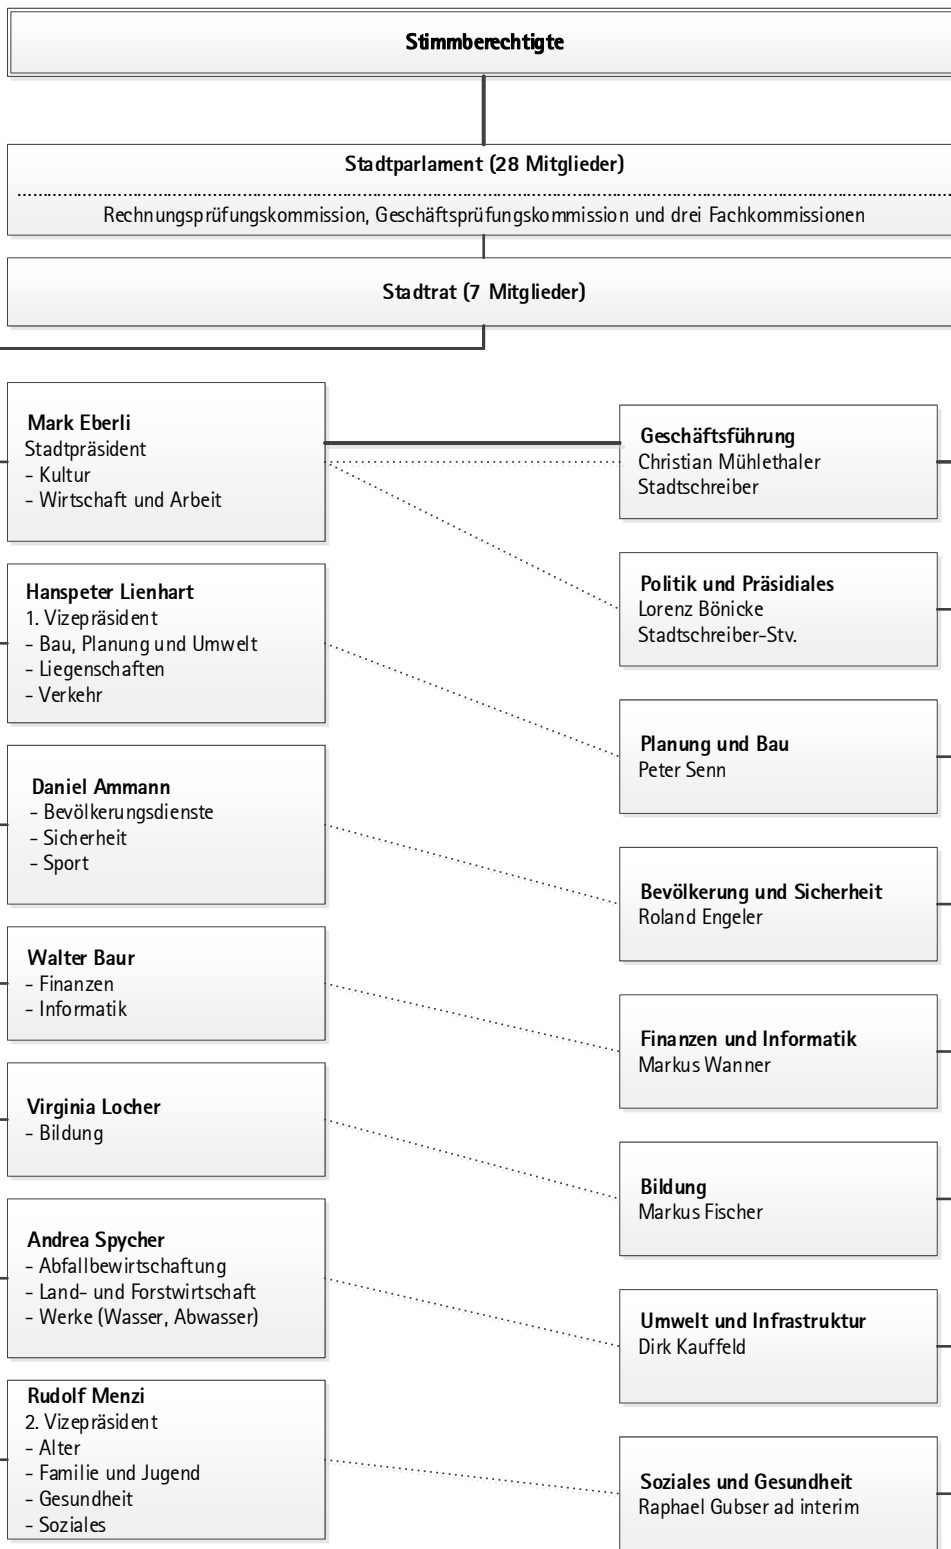 Stimmberechtigte
Stadtparlament (28 Mitglieder)
Rechnungsprüfungskommission, Geschäftsprüfungskommission und drei Fachkommissionen
Stadtrat (7 Mitglieder)
Mark Eberli
Stadtpräsident
- Kultur
- Wirtschaft und Arbeit
Hanspeter Lienhart
1. Vizepräsident
- Bau, Planung und Umwelt
- Liegenschaften
- Verkehr
Daniel Ammann
- Bevölkerungsdienste
- Sicherheit
- Sport
Walter Baur
- Finanzen
- Informatik
Virginia Locher
- Bildung
Andrea Spycher
- Abfallbewirtschaftung
- Land- und Forstwirtschaft
- Werke (Wasser, Abwasser)
Rudolf Menzi
2. Vizepräsident
- Alter
- Familie und Jugend
- Gesundheit
- Soziales
Geschäftsführung
Christian Mühlethaler
Stadtschreiber
Politik und Präsidiales
Lorenz Bönicke
Stadtschreiber-Stv.
Planung und Bau
Peter Senn
Bevölkerung und Sicherheit
Roland Engeler
Finanzen und Informatik
Markus Wanner
Bildung
Markus Fischer
Umwelt und Infrastruktur
Dirk Kauffeld
Soziales und Gesundheit
Raphael Gubser ad interim